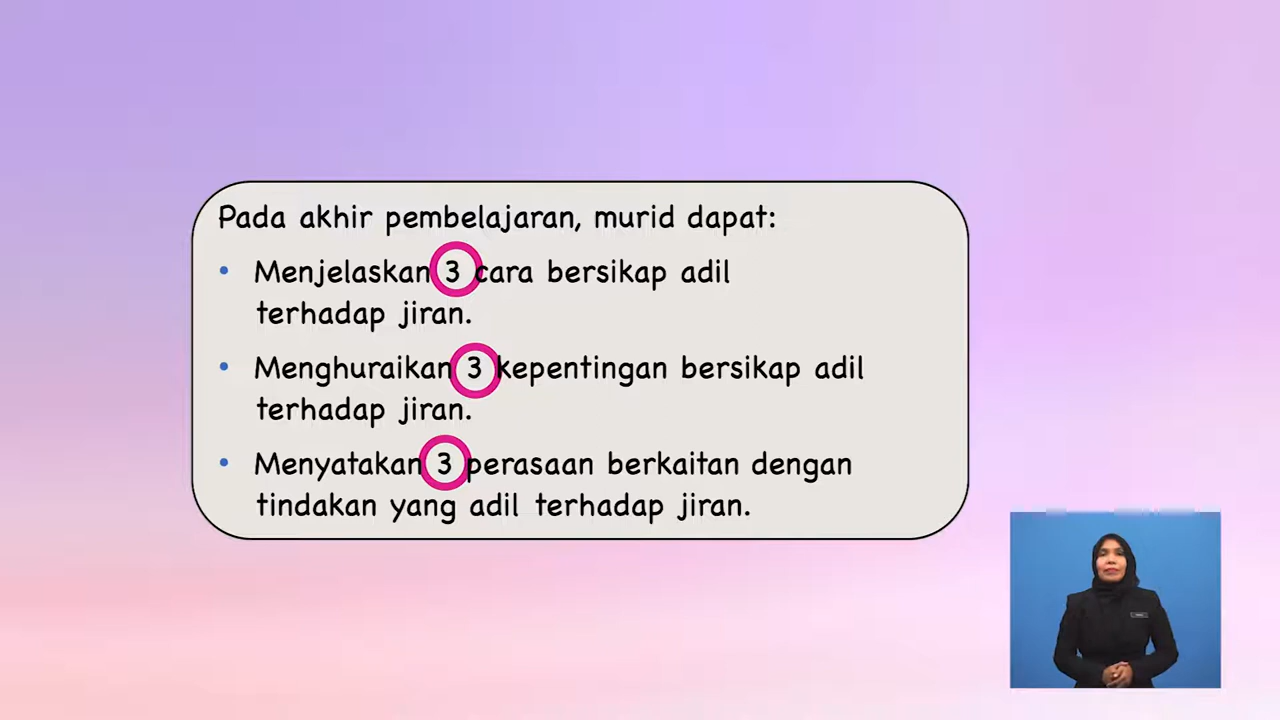 Pada akhir pembelajaran, murid dapat:
• Menjelaskan 3 cara bersikap adil
terhadap jiran.
• Menghuraikan 3 kepentingan bersikap adil
terhadap jiran.
• Menyatakan 3 perasaan berkaitan dengan
tindakan yang adil terhadap jiran.